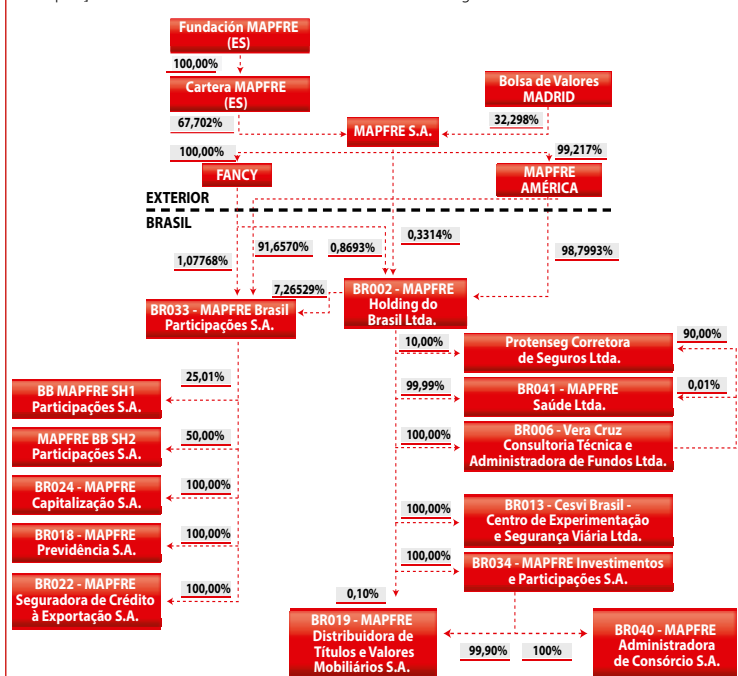 Fundación MAPFRE
(ES)
100,00%
Cartera MAPFRE
(ES)
Bolsa de Valores
MADRID
67,702%
32,298%
MAPFRE S.A.
100,00%
99,217%
FANCY
MAPFRE
AMÉRICA
EXTERIOR
BRASIL
1,07768%
91,6570%
0,8693%
0,3314%
98,7993%
7,26529%
BR033 - MAPFRE Brasil
Participações S.A.
BR002 - MAPFRE
Holding do
Brasil Ltda.
10,00%
Protenseg Corretora
de Seguros Ltda.
90,00%
25,01%
BB MAPFRE SH1
Participações S.A.
99,99%
BR041 - MAPFRE
Saúde Ltda.
0,01%
50,00%
MAPFRE BB SH2
Participações S.A.
100,00%
BR006 - Vera Cruz
Consultoria Técnica e
Administradora de Fundos Ltda.
100,00%
BR024 - MAPFRE
Capitalização S.A.
100,00%
BR013 - Cesvi Brasil -
Centro de Experimentação
e Segurança Viária Ltda.
100,00%
BR018 - MAPFRE
Previdência S.A.
100,00%
BR034 - MAPFRE Investimentos
e Participações S.A.
100,00%
BR022 - MAPFRE
Seguradora de Crédito
à Exportação S.A.
0,10%
BR019 - MAPFRE
Distribuidora de
Títulos e Valores
Mobiliários S.A.
99,90%
100%
BR040 - MAPFRE
Administradora
de Consórcio S.A.